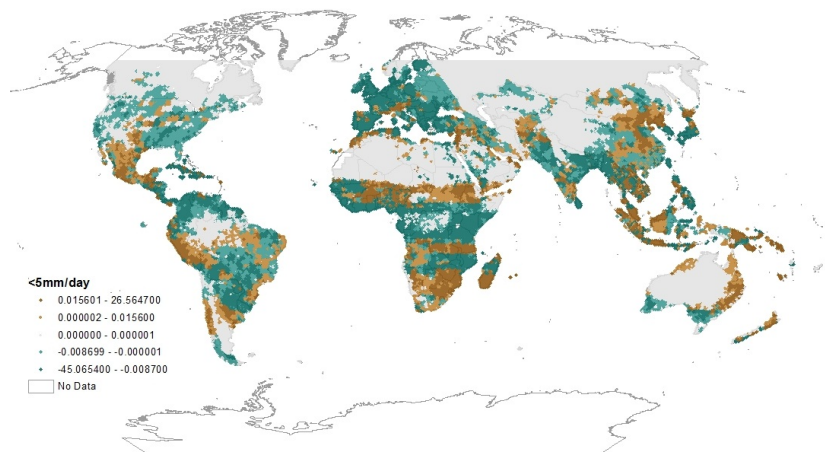 <5mm/day
0.015601 - 26.564700
0.000002 - 0.015600
0.000000 - 0.000001
-0.008699 - -0.000001
-45.065400 - -0.008700
No Data